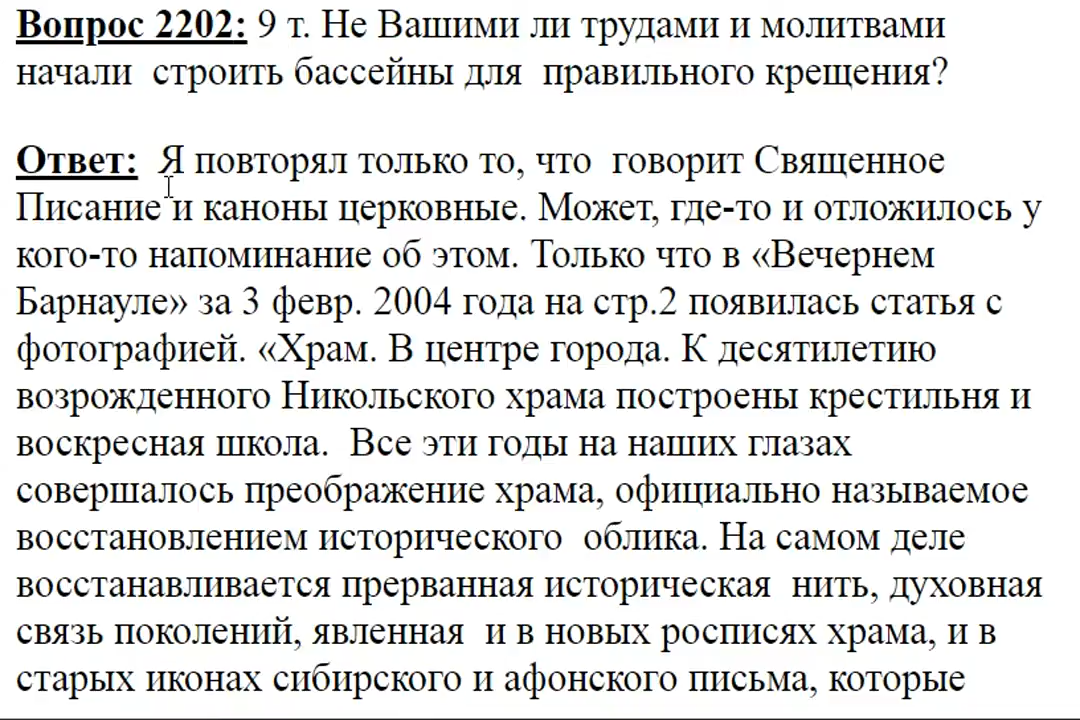 Вопрос 2202: 9 т. Не Вашими ли трудами и молитвами
начали строить бассейны для правильного крещения?
Ответ: Я повторял только то, что говорит Священное
Писание и каноны церковные. Может, где-то и отложилось у
кого-то напоминание об этом. Только что в «Вечернем
Барнауле» за 3 февр. 2004 года на стр.2 появилась статья с
фотографией. «Храм. В центре города. К десятилетию
возрожденного Никольского храма построены крестильня и
воскресная школа. Все эти годы на наших глазах
совершалось преображение храма, официально называемое
восстановлением исторического облика. На самом деле
восстанавливается прерванная историческая нить, духовная
связь поколений, явленная и в новых росписях храма, и в
старых иконах сибирского и афонского письма, которые